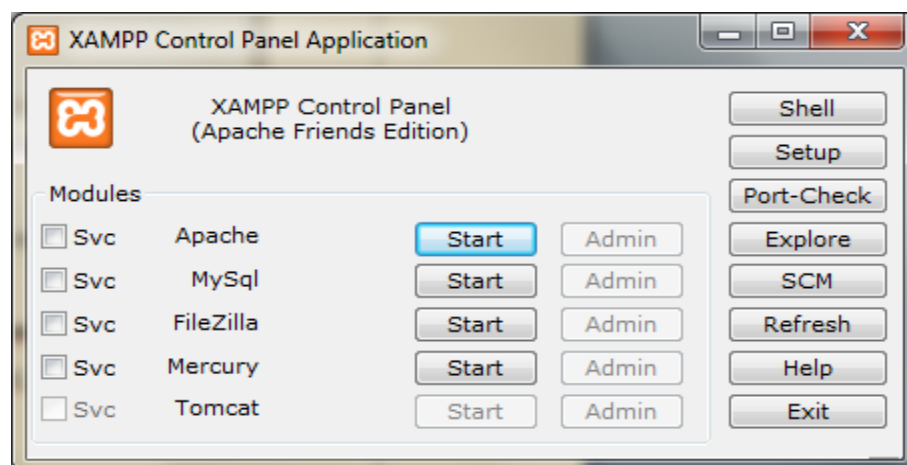 XAMPP Control Panel Application
XAMPP Control Panel
(Apache Friends Edition)
Shell
Setup
Port-Check
Modules
Svc Apache Start Admin Explore
Svc MySql Start Admin SCM
Svc FileZilla Start Admin Refresh
Svc Mercury Start Admin Help
Svc Tomcat Start Admin Exit